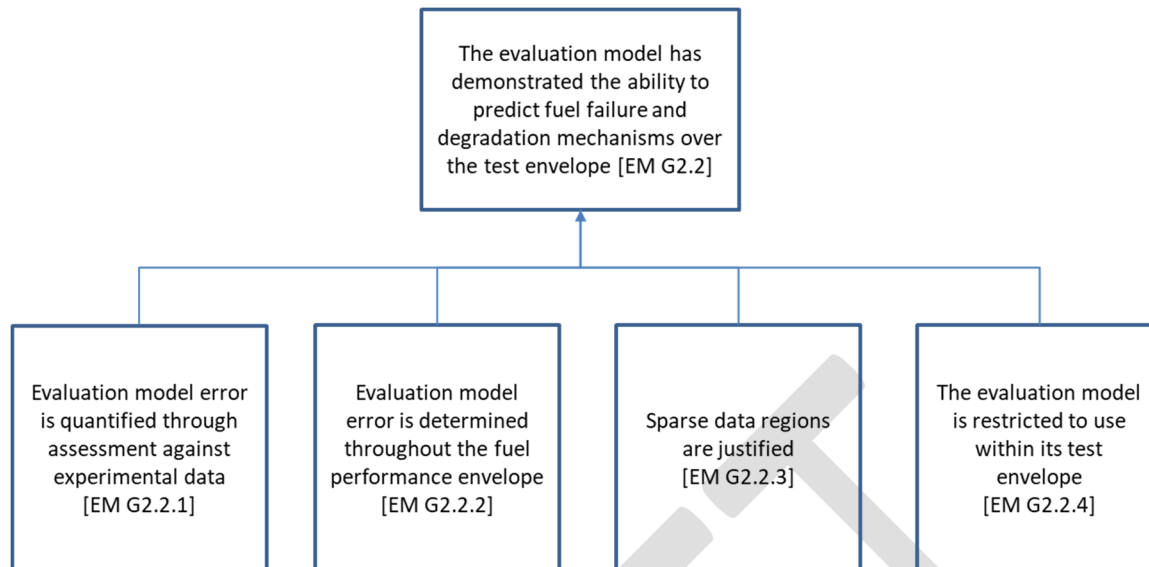 The evaluation model has
demonstrated the ability to
predict fuel failure and
degradation mechanisms over
the test envelope [EM G2.2]
Evaluation model error
is quantified through
assessment against
experimental data
[EM G2.2.1]
Evaluation model
error is determined
throughout the fuel
performance envelope
[EM G2.2.2]
Sparse data regions
are justified
[EM G2.2.3]
The evaluation model
is restricted to use
within its test
envelope
[EM G2.2.4]